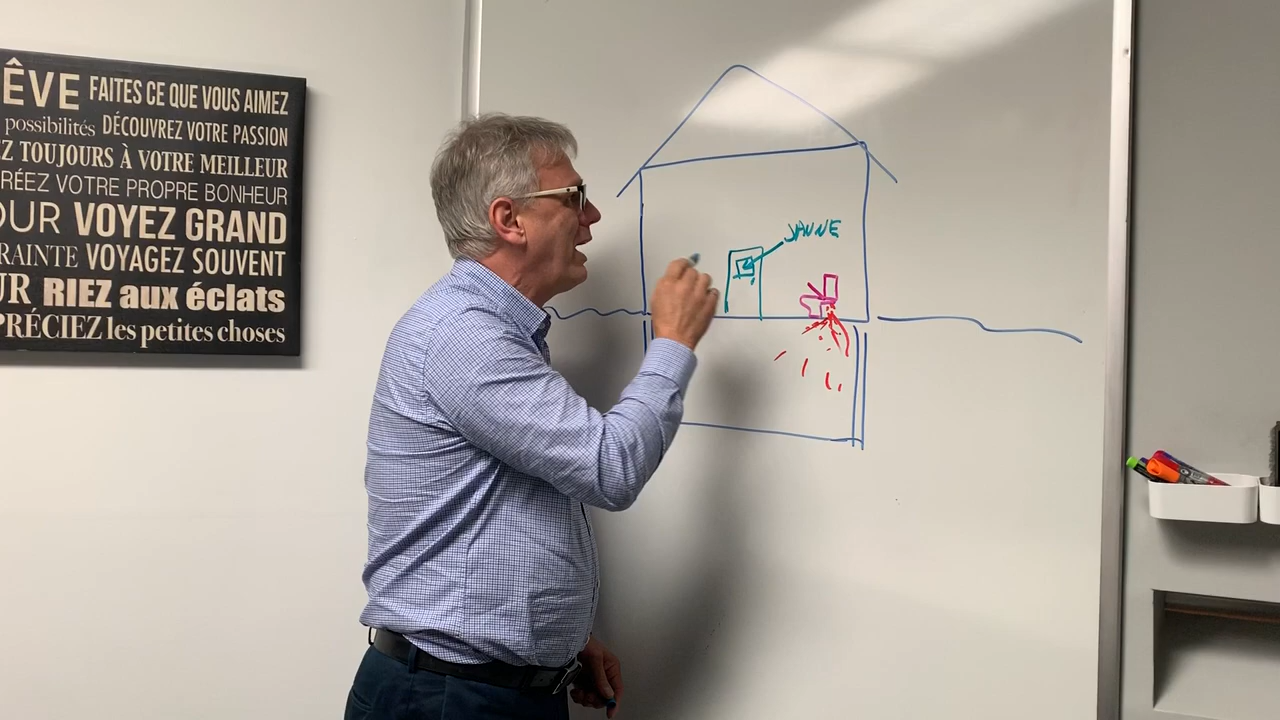 ÊVE FAITES CE QUE VOUS AIMEZ
possibilités DÉCOUVREZ VOTRE PASSION
EZ TOUJOURS À VOTRE MEILLEUR
RÉEZ VOTRE PROPRE BONHEUR
OUR VOYEZ GRAND
RAINTE VOYAGEZ SOUVENT
UR RIEZ aux éclats
PRÉCIEZ les petites choses
JAUNE